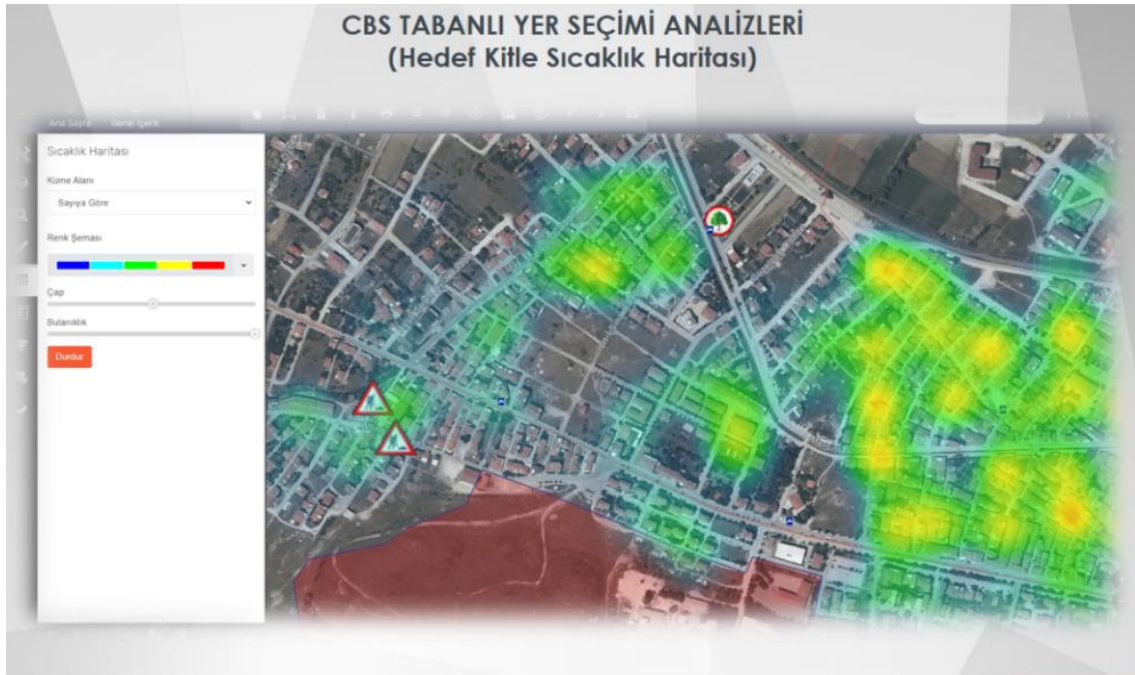 CBS TABANLI YER SEÇİMİ ANALİZLERİ
(Hedef Kitle Sıcaklık Haritası)
Ana Sayfa Genel İçerik
Sıcaklık Haritası
Küme Alanı
Sayıya Göre
Renk Şeması
Çap
Bulanıklık
Durdur